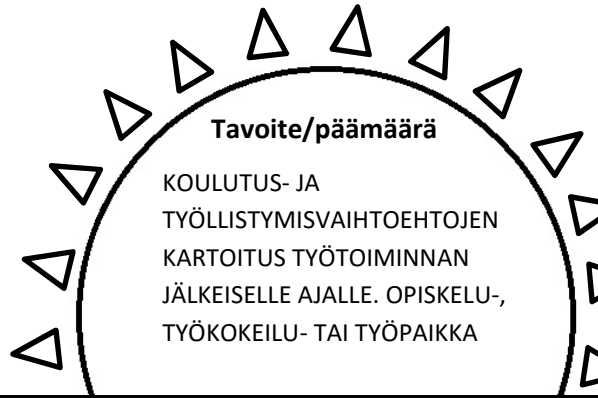 Tavoite/päämäärä
KOULUTUS- JA
TYÖLLISTYMISVAIHTOEHTOJEN
KARTOITUS TYÖTOIMINNAN
JÄLKEISELLE AJALLE. OPISKELU-,
TYÖKOKEILU- TAI TYÖPAIKKA